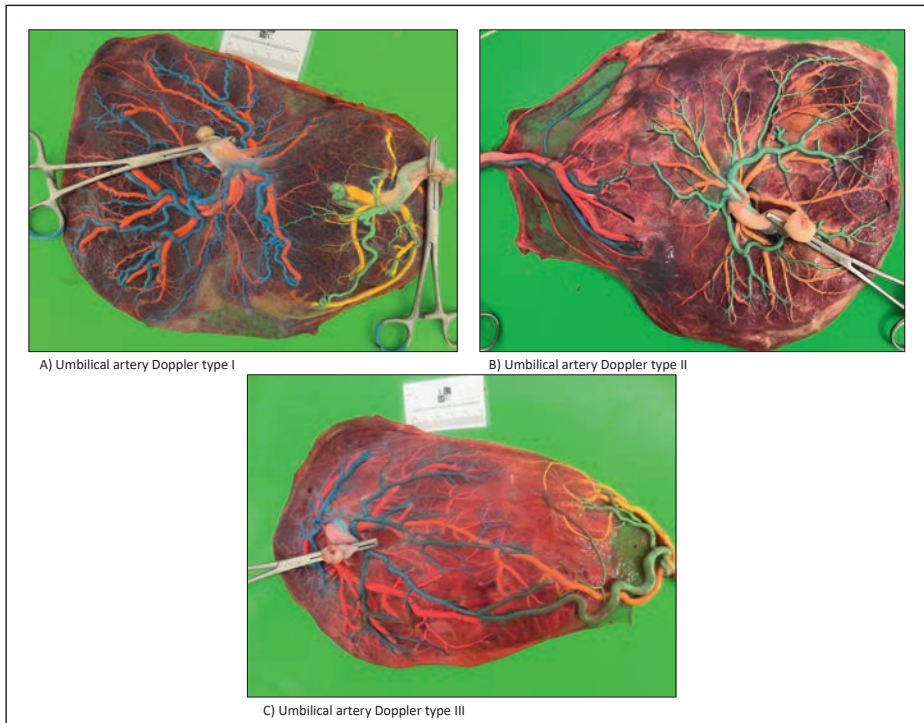 A) Umbilical artery Doppler type I
B) Umbilical artery Doppler type II
C) Umbilical artery Doppler type III